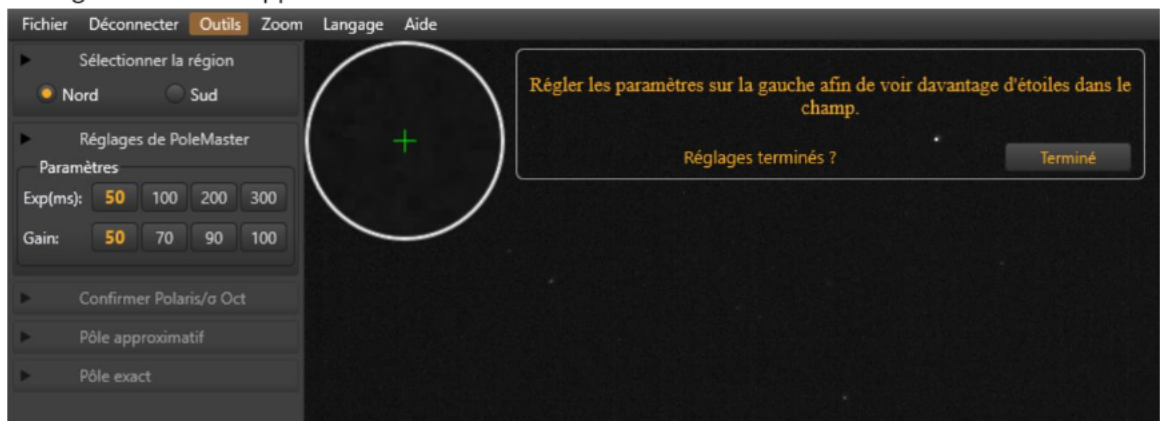 Fichier Déconnecter Outils Zoom Langage Aide
Sélectionner la région
Nord Sud
Réglages de PoleMaster
Paramètres
Exp(ms): 50 100 200 300
Gain: 50 70 90 100
Confirmer Polaris/σ Oct
Pôle approximatif
Pôle exact
Régler les paramètres sur la gauche afin de voir davantage d'étoiles dans le
champ.
Réglages terminés ? Terminé